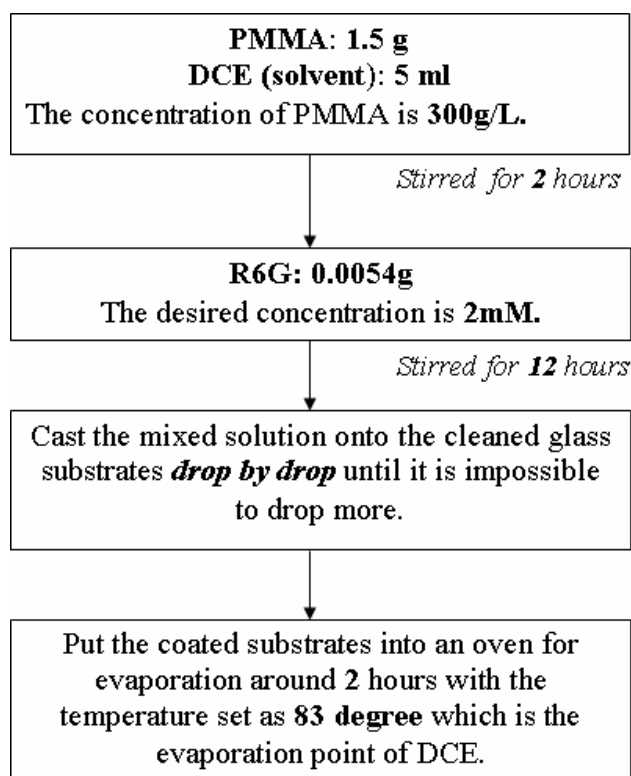 PMMA: 1.5 g
DCE (solvent): 5 ml
The concentration of PMMA is 300g/L.
Stirred for 2 hours
R6G: 0.0054g
The desired concentration is 2mM.
Stirred for 12 hours
Cast the mixed solution onto the cleaned glass
substrates drop by drop until it is impossible
to drop more.
Put the coated substrates into an oven for
evaporation around 2 hours with the
temperature set as 83 degree which is the
evaporation point of DCE.